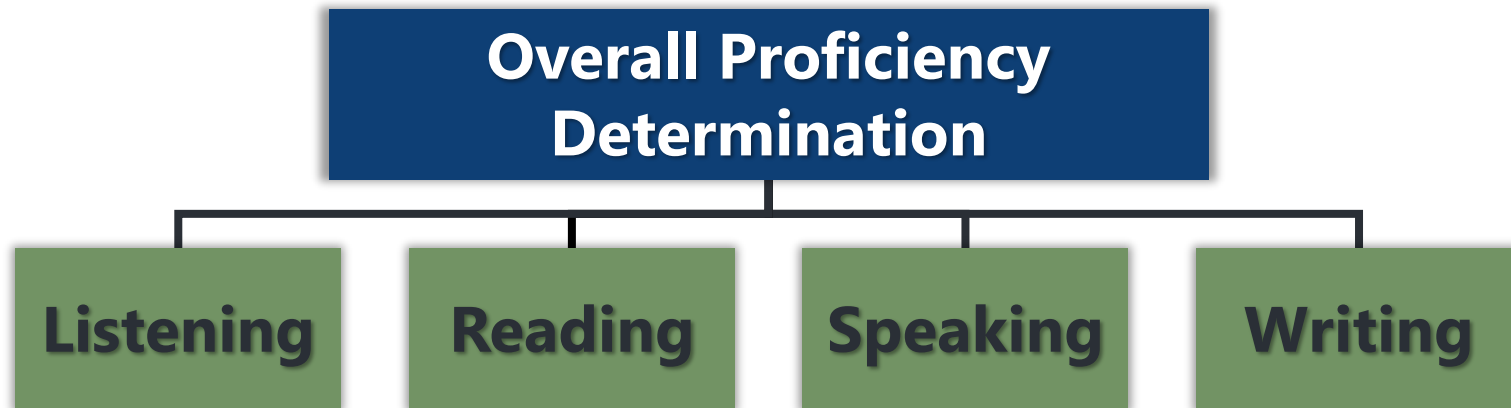 Overall Proficiency
Determination
Listening
Reading
Speaking
Writing